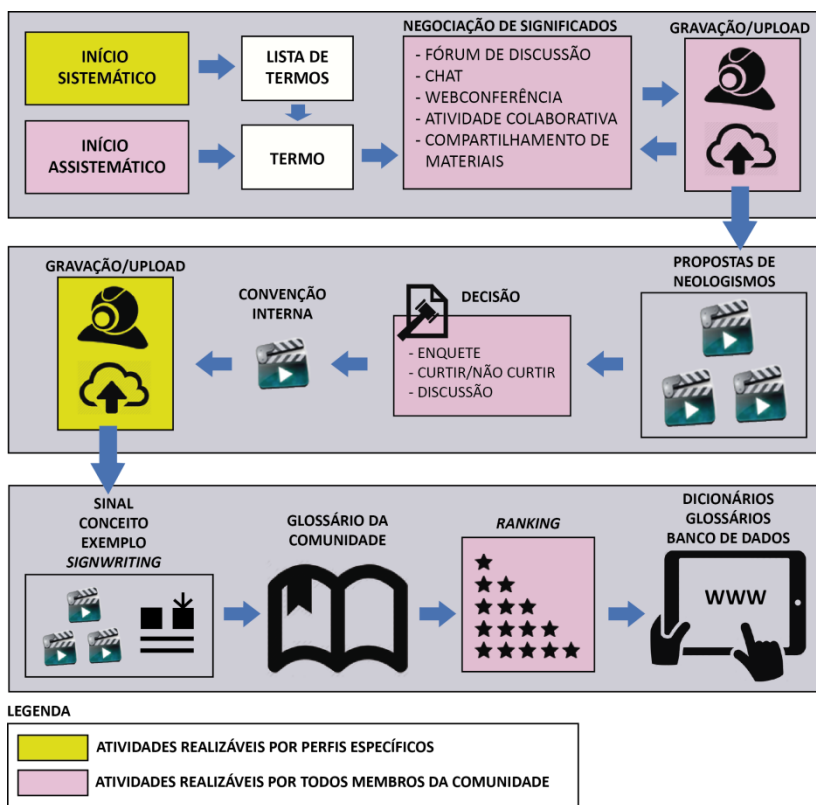 INÍCIO
SISTEMÁTICO
LISTA DE
TERMOS
INÍCIO
ASSISTEMÁTICO
TERMO
NEGOCIAÇÃO DE SIGNIFICADOS
- FÓRUM DE DISCUSSÃO
- CHAT
- WEBCONFERÊNCIA
- ATIVIDADE COLABORATIVA
- COMPARTILHAMENTO DE
MATERIAIS
GRAVAÇÃO/UPLOAD
PROPOSTAS DE
NEOLOGISMOS
DECISÃO
- ENQUETE
- CURTIR/NÃO CURTIR
- DISCUSSÃO
CONVENÇÃO
INTERNA
GRAVAÇÃO/UPLOAD
SINAL
CONCEITO
EXEMPLO
SIGNWRITING
GLOSSÁRIO DA
COMUNIDADE
RANKING
DICIONÁRIOS
GLOSSÁRIOS
BANCO DE DADOS
WWW
LEGENDA
ATIVIDADES REALIZÁVEIS POR PERFIS ESPECÍFICOS
ATIVIDADES REALIZÁVEIS POR TODOS MEMBROS DA COMUNIDADE